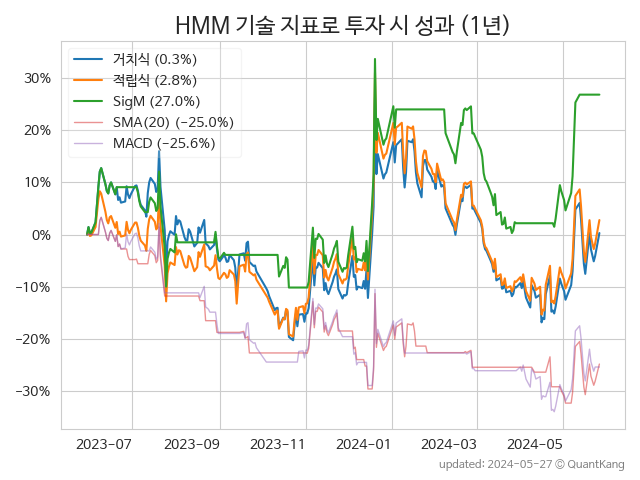 HMM 기술 지표로 투자 시 성과 (1년)
거치식 (0.3%)
적립식 (2.8%)
SigM (27.0%)
SMA(20) (−25.0%)
MACD (−25.6%)
30%
20%
10%
0%
−10%
−20%
−30%
2023-07
2023-09
2023-11
2024-01
2024-03
2024-05
updated: 2024-05-27 © QuantKang